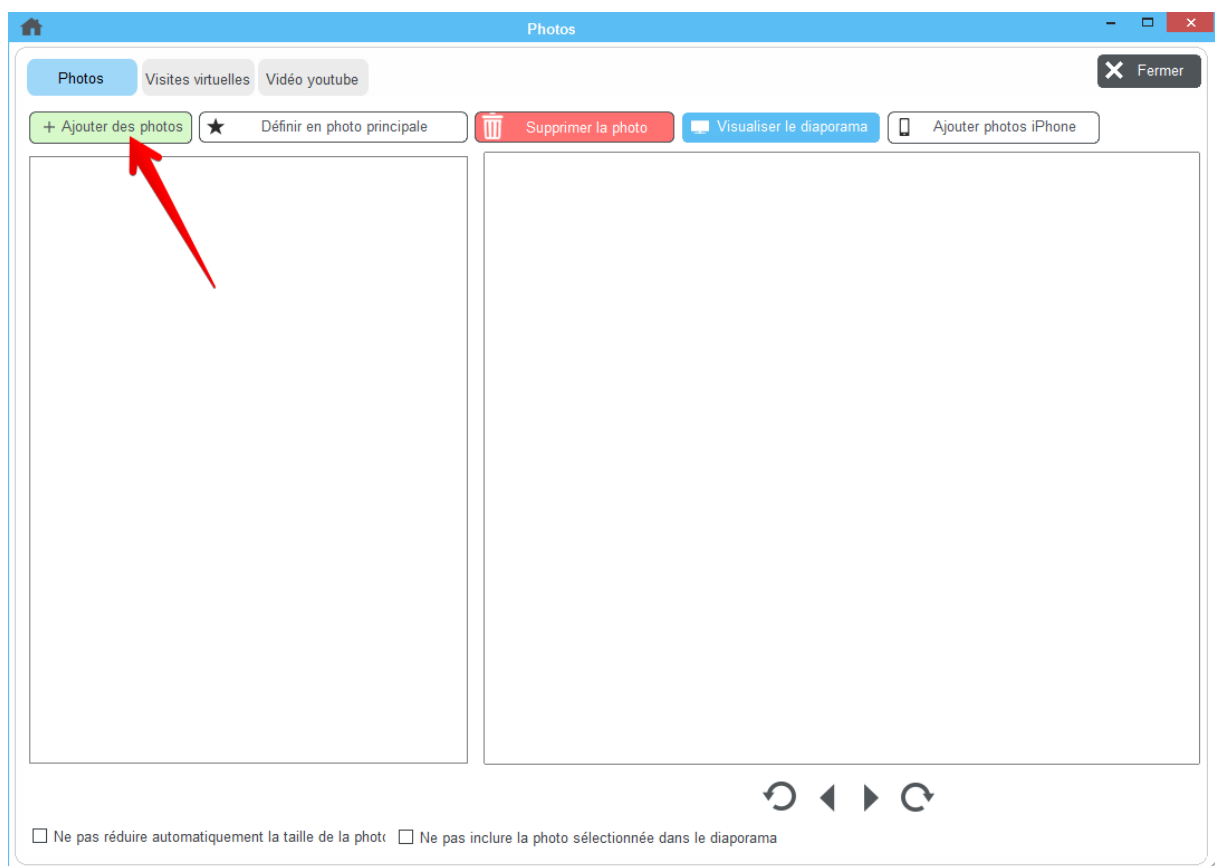 Photos
Fermer
Photos Visites virtuelles Vidéo youtube
+ Ajouter des photos Définir en photo principale Supprimer la photo Visualiser le diaporama Ajouter photos iPhone
Ne pas réduire automatiquement la taille de la phot Ne pas inclure la photo sélectionnée dans le diaporama